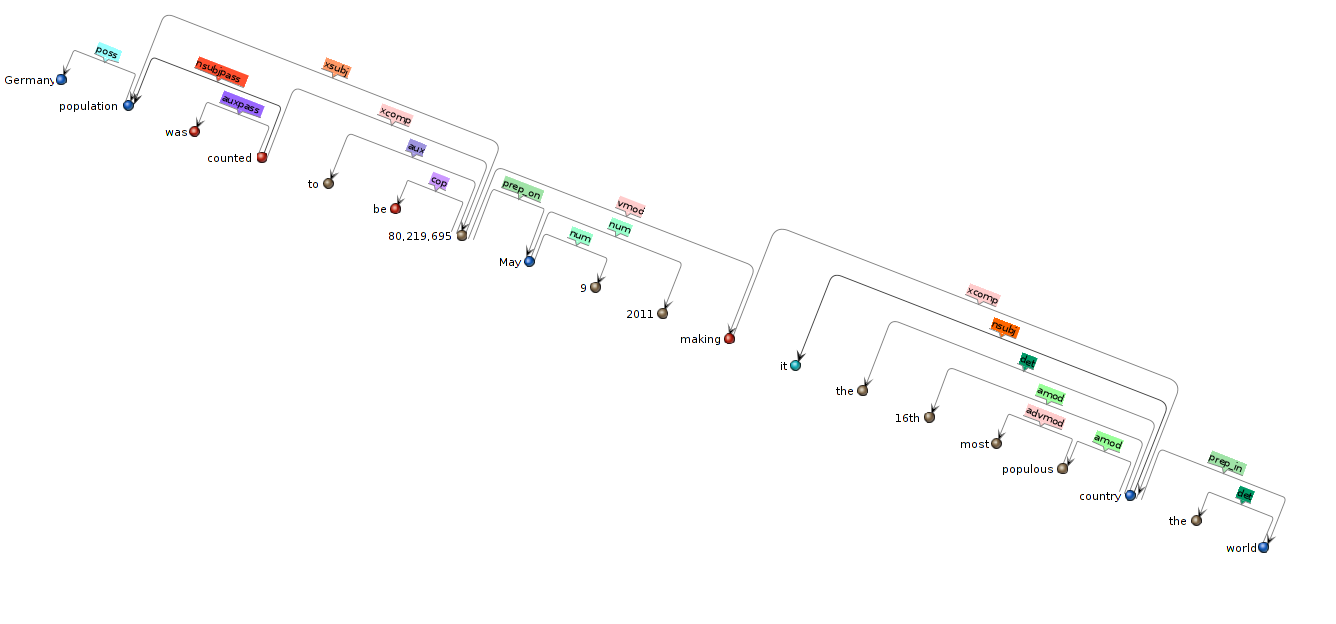 poss
Germany
xsubj
nsubjpass
population
auxpass
was
counted
xcomp
aux
to
cop
be
80,219,695
prep_on
vmod
num
num
May
9
2011
making
xcomp
nsubj
it
det
the
amod
16th
advmod
most
amod
populous
country
prep_in
det
the
world